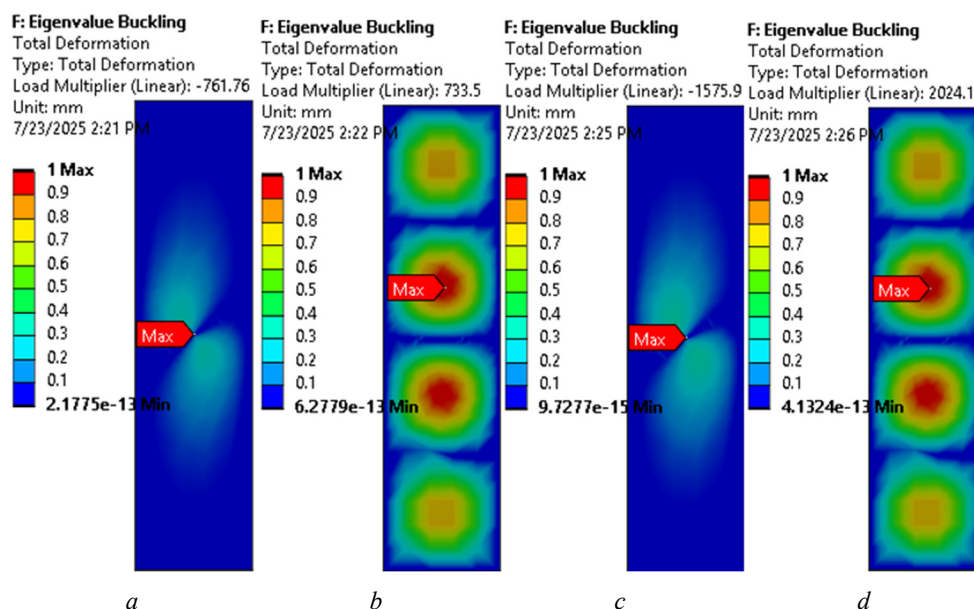 F: Eigenvalue Buckling
Total Deformation
Type: Total Deformation
Load Multiplier (Linear): -761.76
Unit: mm
7/23/2025 2:21 PM
1 Max
0.9
0.8
0.7
0.6
0.5
0.4
0.3
0.2
0.1
2.1775e-13 Min
Max
a
F: Eigenvalue Buckling
Total Deformation
Type: Total Deformation
Load Multiplier (Linear): 733.5
Unit: mm
7/23/2025 2:22 PM
1 Max
0.9
0.8
0.7
0.6
0.5
0.4
0.3
0.2
0.1
6.2779e-13 Min
Max
b
F: Eigenvalue Buckling
Total Deformation
Type: Total Deformation
Load Multiplier (Linear): -1575.9
Unit: mm
7/23/2025 2:25 PM
1 Max
0.9
0.8
0.7
0.6
0.5
0.4
0.3
0.2
0.1
9.7277e-15 Min
Max
c
F: Eigenvalue Buckling
Total Deformation
Type: Total Deformation
Load Multiplier (Linear): 2024.1
Unit: mm
7/23/2025 2:26 PM
1 Max
0.9
0.8
0.7
0.6
0.5
0.4
0.3
0.2
0.1
4.1324e-13 Min
Max
d